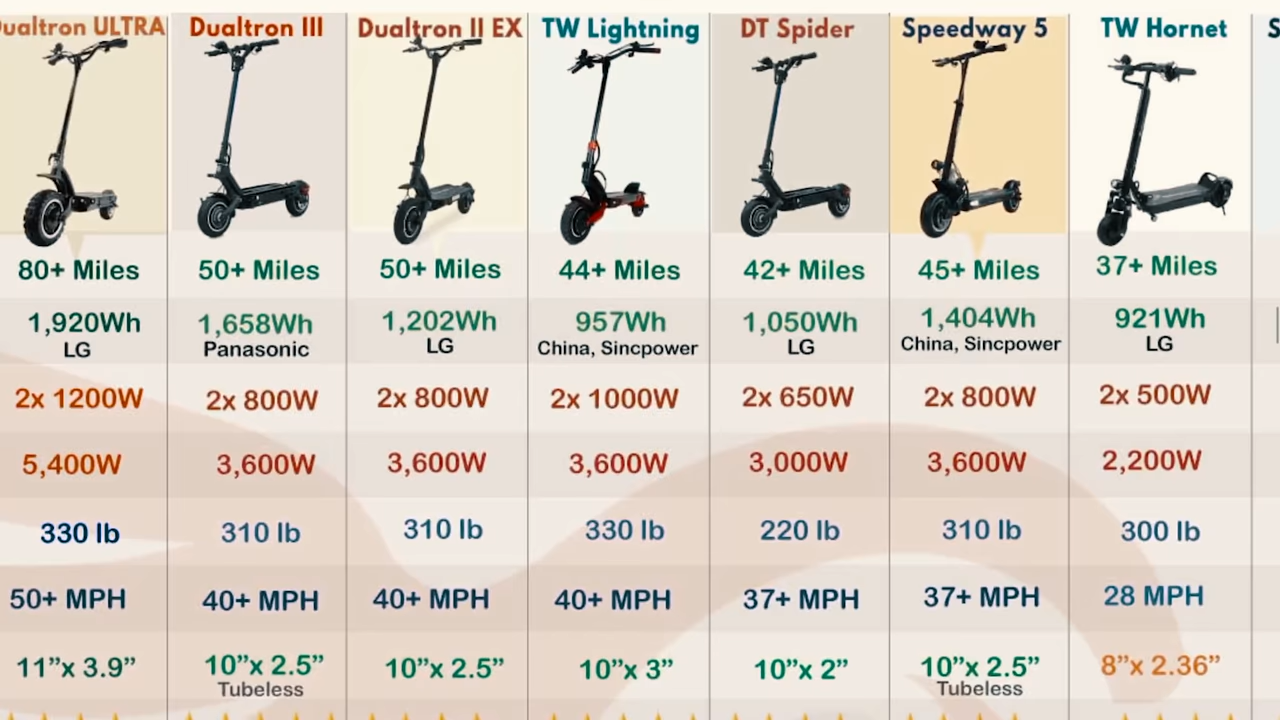 ualtron ULTRA Dualtron III Dualtron II EX TW Lightning DT Spider Speedway 5 TW Hornet S
80+ Miles 50+ Miles 50+ Miles 44+ Miles 42+ Miles 45+ Miles 37+ Miles
1,920Wh 1,658Wh 1,202Wh 957Wh 1,050Wh 1,404Wh 921Wh
LG Panasonic LG China, Sincpower LG China, Sincpower LG
2x 1200W 2x 800W 2x 800W 2x 1000W 2x 650W 2x 800W 2x 500W
5,400W 3,600W 3,600W 3,600W 3,000W 3,600W 2,200W
330 lb 310 lb 310 lb 330 lb 220 lb 310 lb 300 lb
50+ MPH 40+ MPH 40+ MPH 40+ MPH 37+ MPH 37+ MPH 28 MPH
11”x 3.9” 10”x 2.5” 10”x 2.5” 10”x 3” 10”x 2” 10”x 2.5” 8”x 2.36”
Tubeless Tubeless